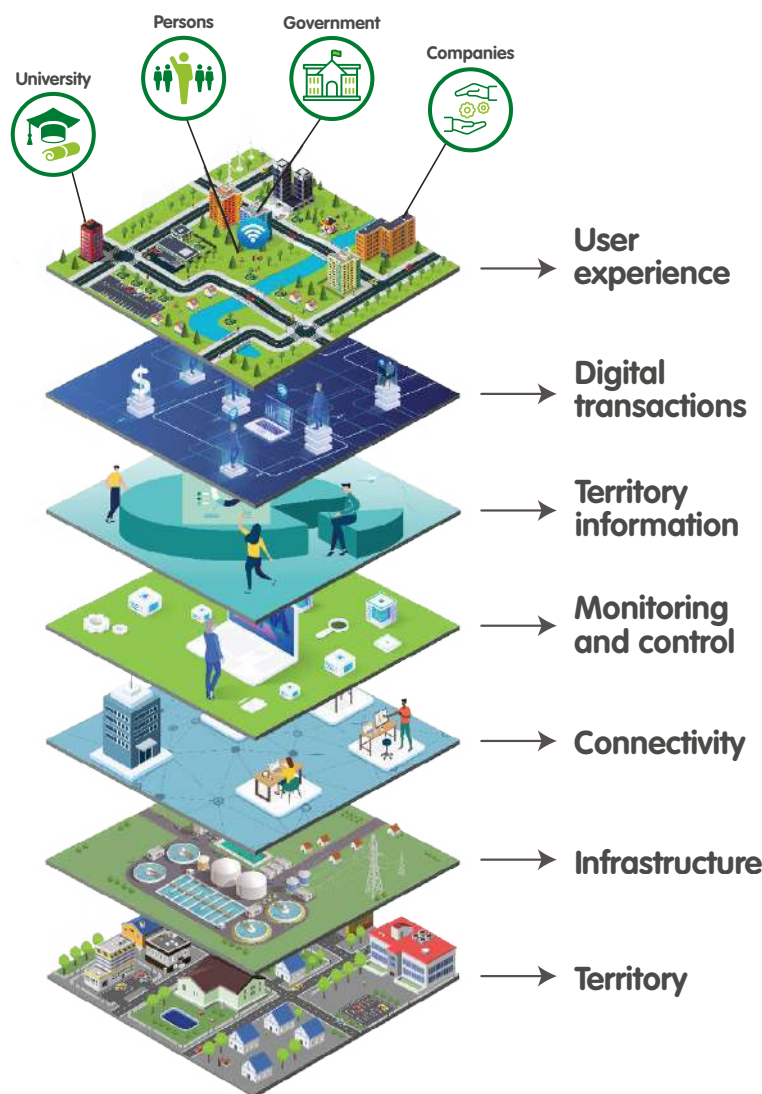 Persons
Government
Companies
University
User
experience
Digital
transactions
Territory
information
Monitoring
and control
Connectivity
Infrastructure
Territory